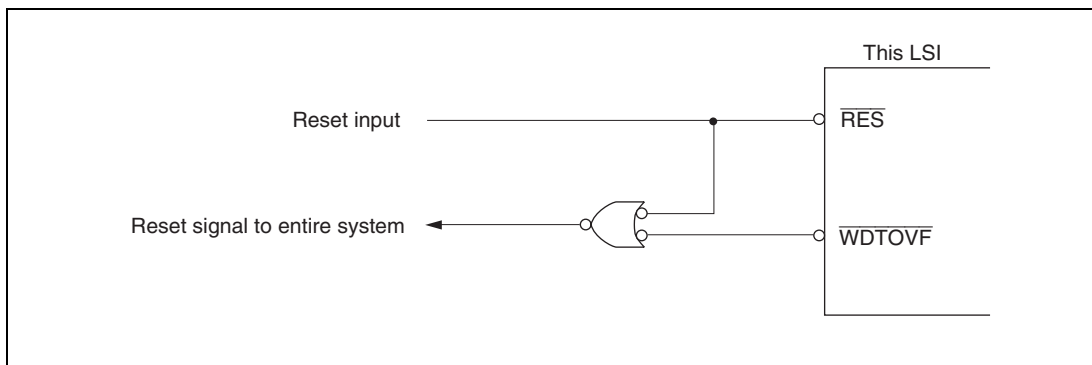 This LSI
Reset input
RES
Reset signal to entire system
WDTOVF